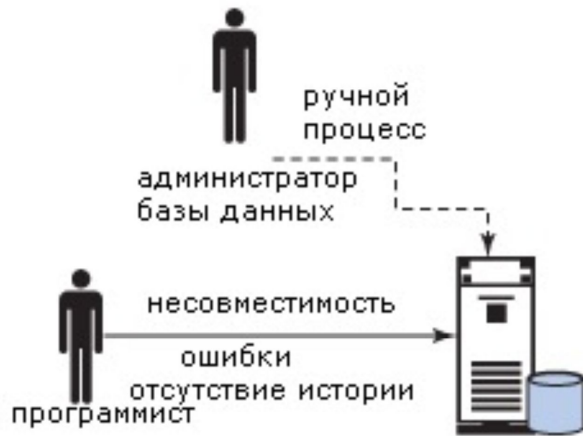 ручной
процесс
администратор
базы данных
несовместимость
ошибки
отсутствие истории
программист